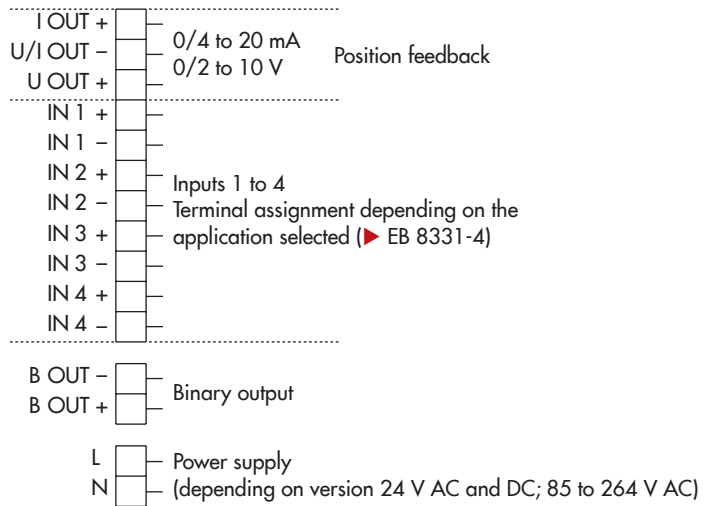 I OUT +
U/I OUT – 0/4 to 20 mA
0/2 to 10 V Position feedback
U OUT +
IN 1 +
IN 1 –
IN 2 + Inputs 1 to 4
IN 2 – Terminal assignment depending on the
IN 3 + application selected (▶ EB 8331-4)
IN 3 –
IN 4 +
IN 4 –
B OUT – Binary output
B OUT +
L Power supply
N (depending on version 24 V AC and DC; 85 to 264 V AC)